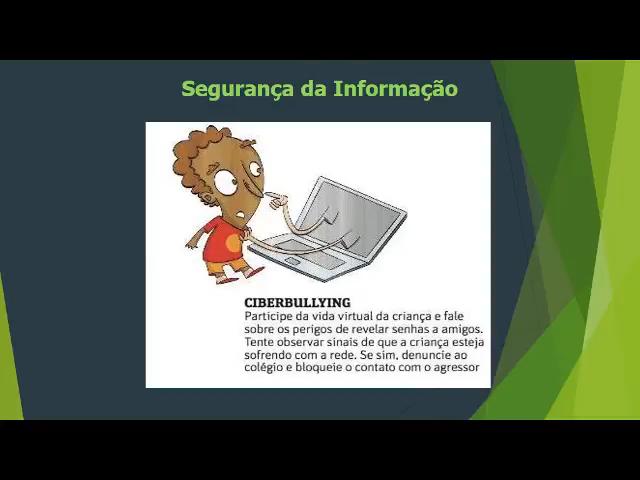 Segurança da Informação
CIBERBULLYING
Participe da vida virtual da criança e fale
sobre os perigos de revelar senhas a amigos.
Tente observar sinais de que a criança esteja
sofrendo com a rede. Se sim, denuncie ao
colégio e bloqueie o contato com o agressor